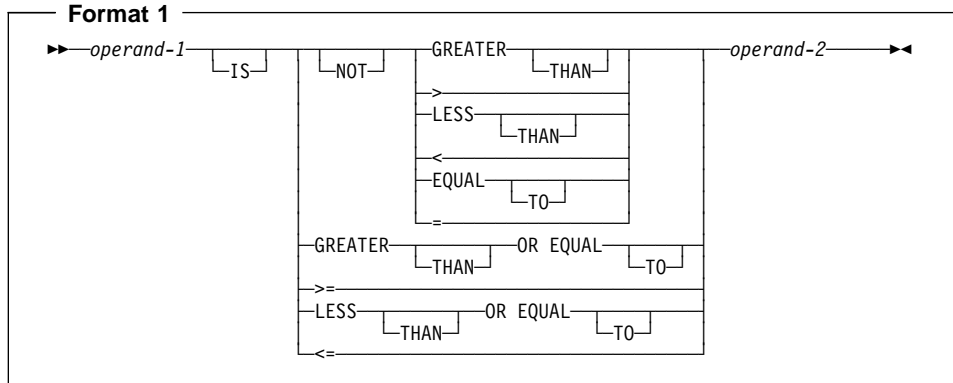 Format 1
operand-1 GREATER operand-2
IS NOT THAN
>
LESS
THAN
<
EQUAL
TO
=
GREATER OR EQUAL
THAN TO
>=
LESS OR EQUAL
THAN TO
<=